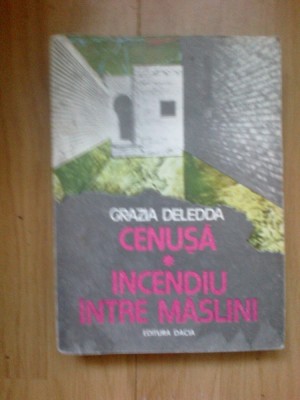 GRAZIA DELEDDA
CENUȘĂ
*
INCENDIU
ÎNTRE MĂSLINI
EDITURA DACIA